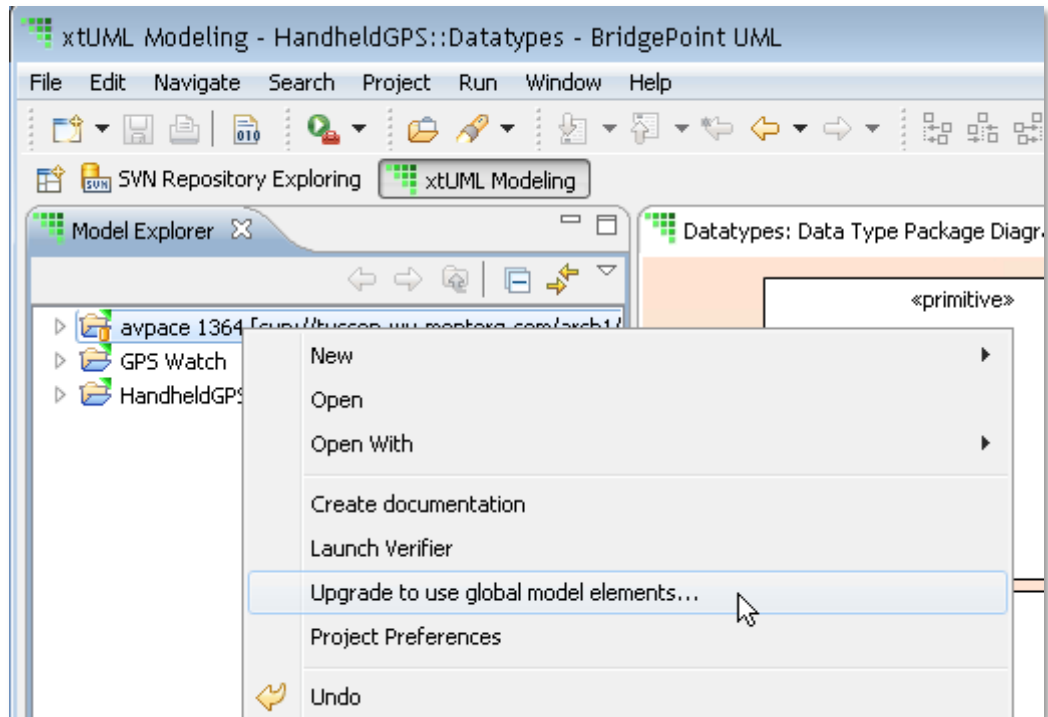 xtUML Modeling - HandheldGPS::Datatypes - BridgePoint UML
File Edit Navigate Search Project Run Window Help
010
SVN SVN Repository Exploring xtUML Modeling
Model Explorer
Datatypes: Data Type Package
«primitive»
avpace 1364
GPS Watch
HandheldGPS
New
Open
Open With
Create documentation
Launch Verifier
Upgrade to use global model elements...
Project Preferences
Undo